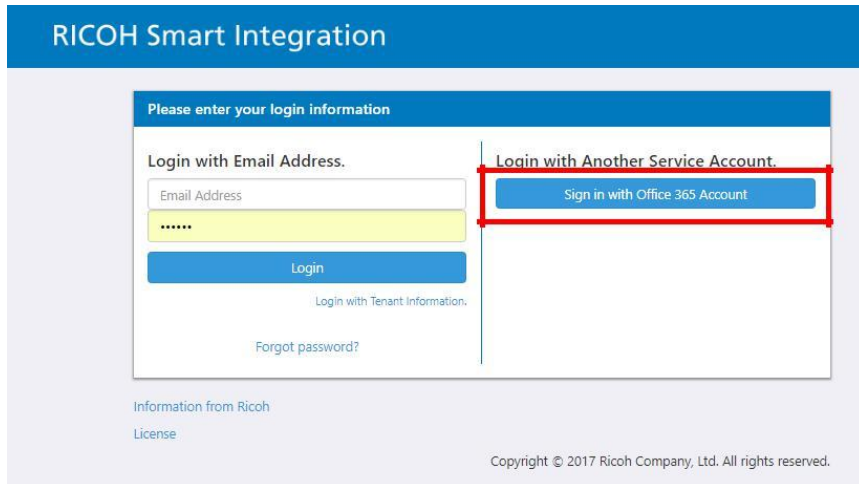 RICOH Smart Integration
Please enter your login information
Login with Email Address.
Email Address
••••••
Login
Login with Tenant Information.
Forgot password?
Login with Another Service Account.
Sign in with Office 365 Account
Information from Ricoh
License
Copyright © 2017 Ricoh Company, Ltd. All rights reserved.